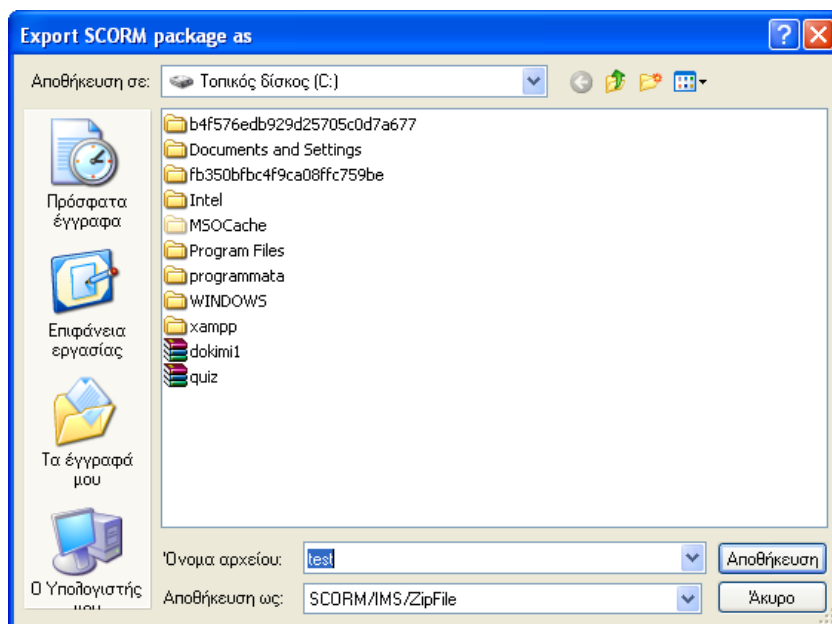 Export SCORM package as
Αποθήκευση σε: Τοπικός δίσκος (C:)
Πρόσφατα
έγγραφα
Επιφάνεια
εργασίας
Τα έγγραφά
μου
Ο Υπολογιστής
μου
b4f576edb929d25705c0d7a677
Documents and Settings
fb350bfbc4f9ca08ffc759be
Intel
MSOCache
Program Files
programmata
WINDOWS
xampp
dokimi1
quiz
Όνομα αρχείου: test Αποθήκευση
Αποθήκευση ως: SCORM/IMS/ZipFile Άκυρο